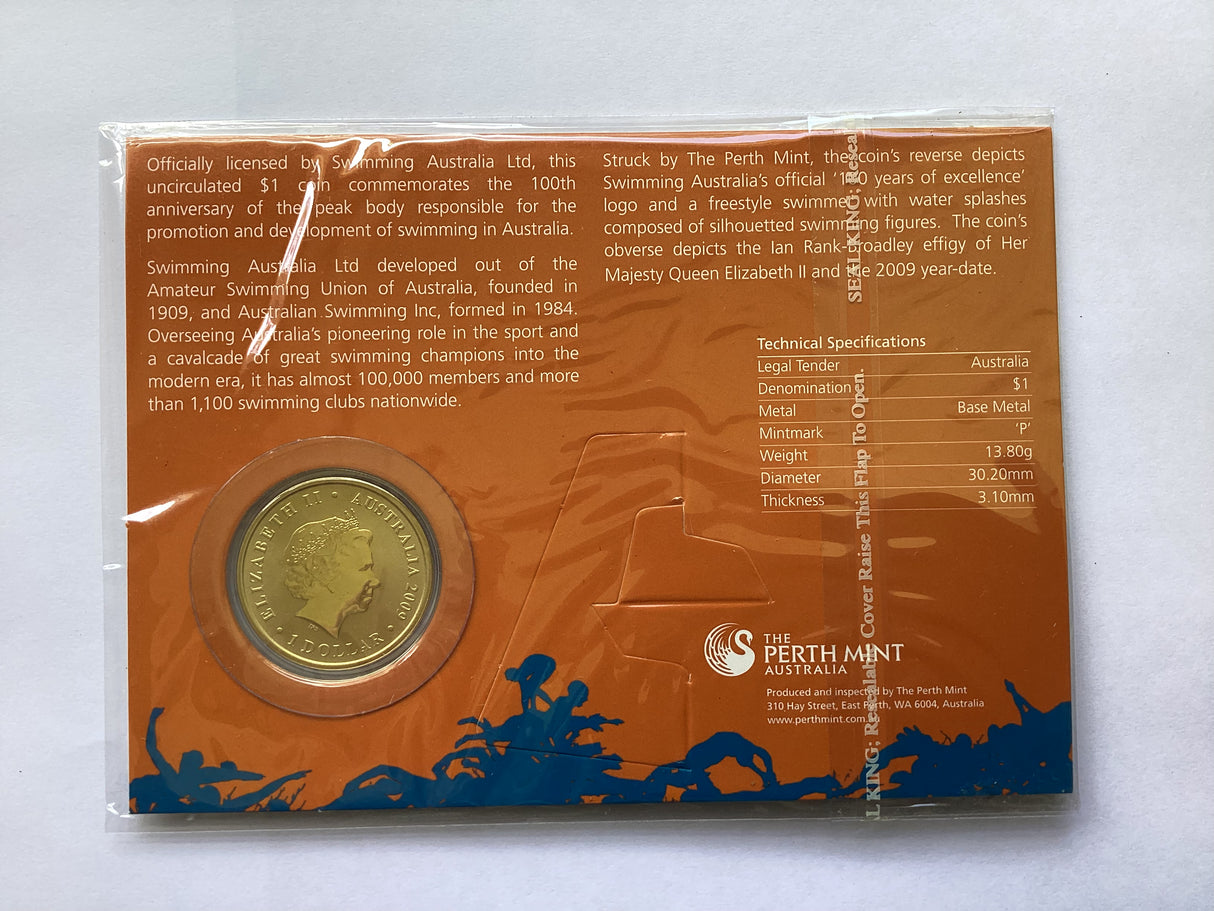 Officially licensed by Swimming Australia Ltd, this
uncirculated $1 coin commemorates the 100th
anniversary of the peak body responsible for the
promotion and development of swimming in Australia.
Swimming Australia Ltd developed out of the
Amateur Swimming Union of Australia, founded in
1909, and Australian Swimming Inc, formed in 1984.
Overseeing Australia's pioneering role in the sport and
a cavalcade of great swimming champions into the
modern era, it has almost 100,000 members and more
than 1,100 swimming clubs nationwide.
Struck by The Perth Mint, the coin's reverse depicts
Swimming Australia's official '100 years of excellence'
logo and a freestyle swimmer with water splashes
composed of silhouetted swimming figures. The coin's
obverse depicts the Ian Rank-Broadley effigy of Her
Majesty Queen Elizabeth II and the 2009 year-date.
Technical Specifications
Legal Tender Australia
Denomination $1
Metal Base Metal
Mintmark 'P'
Weight 13.80g
Diameter 30.20mm
Thickness 3.10mm
ELIZABETH II • AUSTRALIA 2009
• 1 DOLLAR •
THE
PERTH MINT
AUSTRALIA
Produced and inspected by The Perth Mint
310 Hay Street, East Perth, WA 6004, Australia
www.perthmint.com.au
SEAL KING; Reseal
L KING; Resealable Cover Raise This Flap To Open.